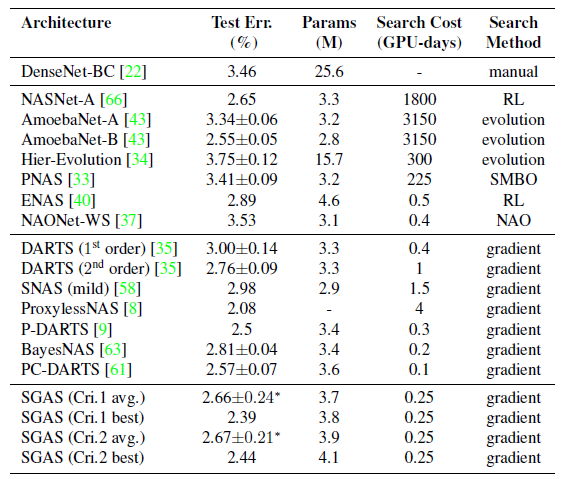 Architecture Test Err. Params Search Cost Search
(%) (M) (GPU-days) Method
DenseNet-BC [22] 3.46 25.6 - manual
NASNet-A [66] 2.65 3.3 1800 RL
AmoebaNet-A [43] 3.34±0.06 3.2 3150 evolution
AmoebaNet-B [43] 2.55±0.05 2.8 3150 evolution
Hier-Evolution [34] 3.75±0.12 15.7 300 evolution
PNAS [33] 3.41±0.09 3.2 225 SMBO
ENAS [40] 2.89 4.6 0.5 RL
NAONet-WS [37] 3.53 3.1 0.4 NAO
DARTS (1st order) [35] 3.00±0.14 3.3 0.4 gradient
DARTS (2nd order) [35] 2.76±0.09 3.3 1 gradient
SNAS (mild) [58] 2.98 2.9 1.5 gradient
ProxylessNAS [8] 2.08 - 4 gradient
P-DARTS [9] 2.5 3.4 0.3 gradient
BayesNAS [63] 2.81±0.04 3.4 0.2 gradient
PC-DARTS [61] 2.57±0.07 3.6 0.1 gradient
SGAS (Cri.1 avg.) 2.66±0.24* 3.7 0.25 gradient
SGAS (Cri.1 best) 2.39 3.8 0.25 gradient
SGAS (Cri.2 avg.) 2.67±0.21* 3.9 0.25 gradient
SGAS (Cri.2 best) 2.44 4.1 0.25 gradient